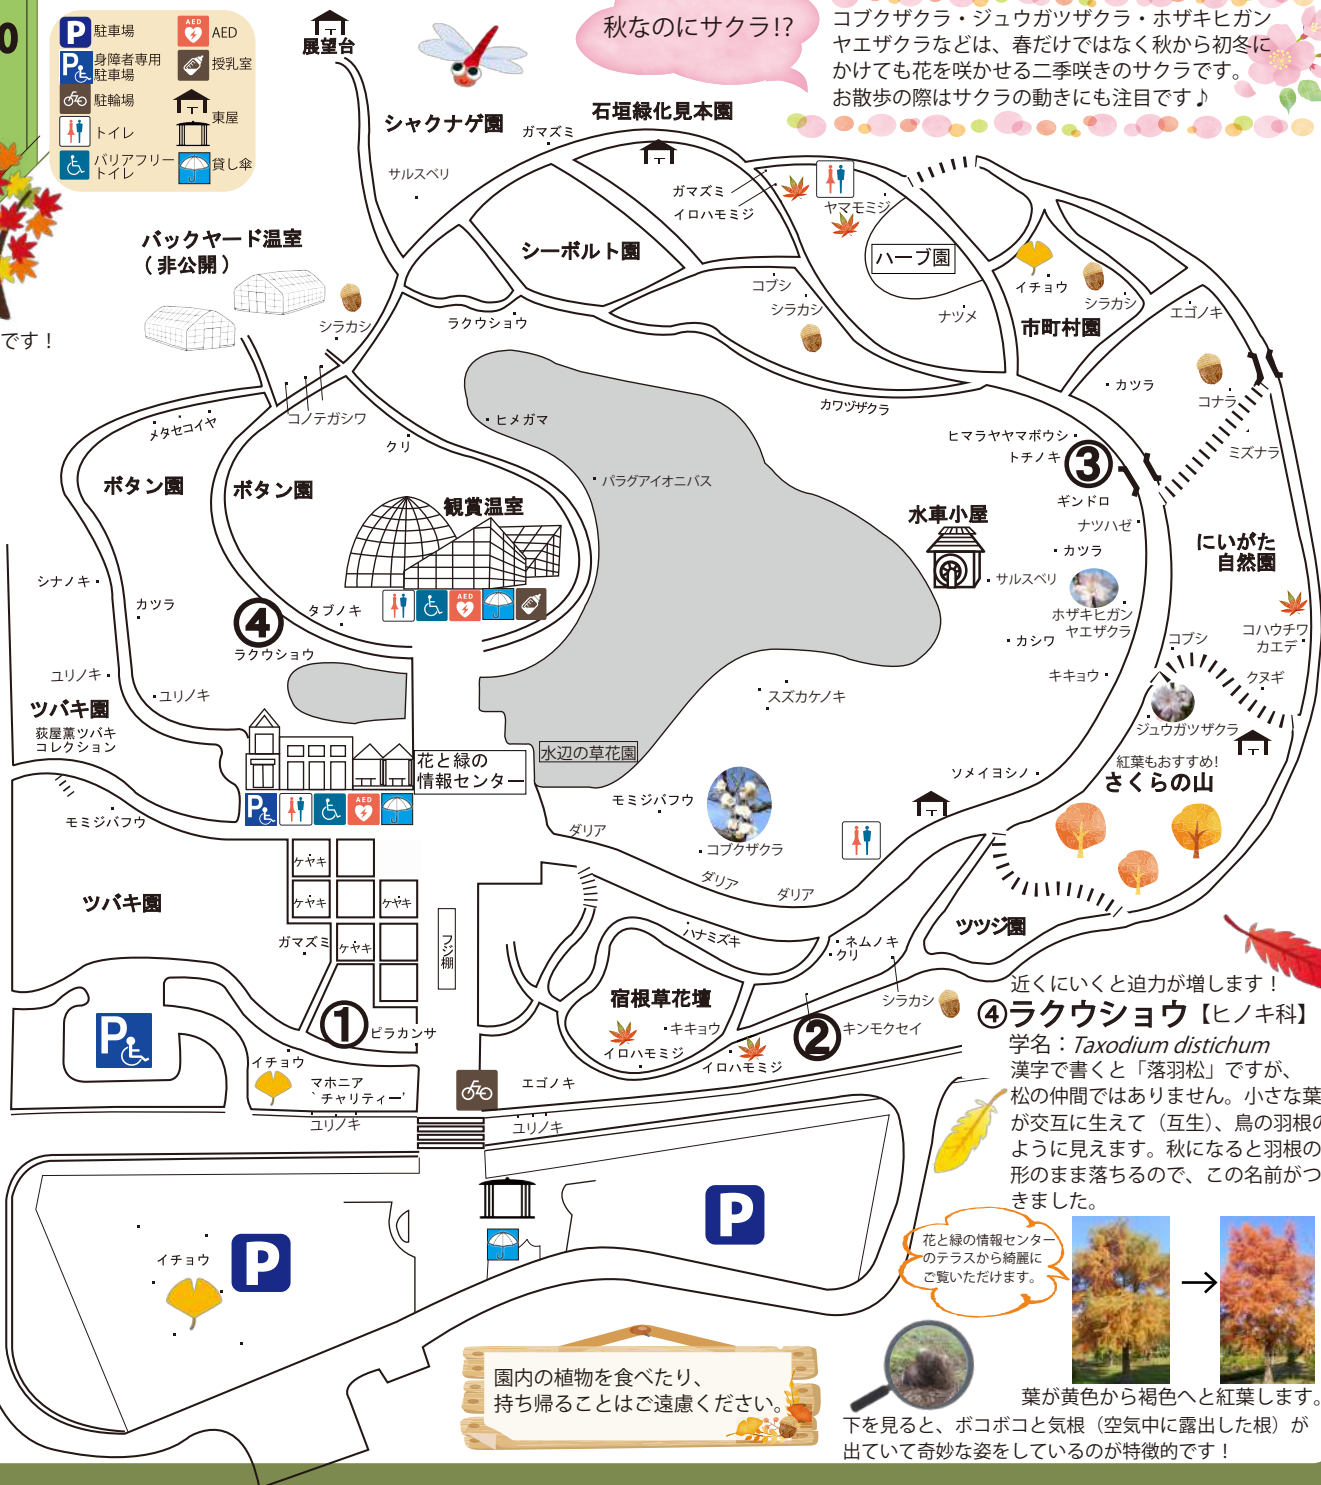 0
P 駐車場
AED AED
P 身障者専用
駐車場
授乳室
駐輪場
東屋
トイレ
バリアフリー
トイレ
貸し傘
展望台
秋なのにサクラ!?
コブクザクラ・ジュウガツザクラ・ホザキヒガン
ヤエザクラなどは、春だけではなく秋から初冬に
かけても花を咲かせる二季咲きのサクラです。
お散歩の際はサクラの動きにも注目です♪
シャクナゲ園
ガマズミ
石垣緑化見本園
サルスベリ
ガマズミ
イロハモミジ
ヤマモミジ
バックヤード温室
(非公開)
シーボルト園
ハーブ園
コブシ
シラカシ
イチョウ
シラカシ
エゴノキ
市町村園
ナツメ
シラカシ
ラクウショウ
です!
カツラ
コナラ
カワヅザクラ
コノテガシワ
メタセコイヤ
クリ
ヒメガマ
ヒマラヤヤマボウシ
トチノキ
③
ミズナラ
パラグアイオニバス
ボタン園
ボタン園
観賞温室
ギンドロ
水車小屋
ナツハゼ
カツラ
にいがた
自然園
シナノキ
サルスベリ
カツラ
タブノキ
AED
④
ラクウショウ
ホザキヒガン
ヤエザクラ
コハウチワ
カエデ
カシワ
コブシ
キキョウ
クヌギ
ユリノキ
ユリノキ
スズカケノキ
ツバキ園
荻屋薫ツバキ
コレクション
ジュウガツザクラ
花と緑の
情報センター
水辺の草花園
紅葉もおすすめ!
さくらの山
ソメイヨシノ
P
AED
モミジバフウ
モミジバフウ
ダリア
コブクザクラ
ダリア
ダリア
ケヤキ
ケヤキ
ケヤキ
ケヤキ
ツバキ園
ガマズミ
フジ棚
ハナミズキ
ネムノキ
クリ
ツツジ園
宿根草花壇
シラカシ
キキョウ
イロハモミジ
イロハモミジ
②
キンモクセイ
①
ピラカンサ
P
イチョウ
マホニア
‘チャリティー’
エゴノキ
ユリノキ
ユリノキ
近くにいくと迫力が増します!
④ラクウショウ【ヒノキ科】
学名:Taxodium distichum
漢字で書くと「落羽松」ですが、
松の仲間ではありません。小さな葉
が交互に生えて(互生)、鳥の羽根の
ように見えます。秋になると羽根の
形のまま落ちるので、この名前がつ
きました。
P
イチョウ
P
花と緑の情報センター
のテラスから綺麗に
ご覧いただけます。
→
園内の植物を食べたり、
持ち帰ることはご遠慮ください。
葉が黄色から褐色へと紅葉します。
下を見ると、ボコボコと気根(空気中に露出した根)が
出ていて奇妙な姿をしているのが特徴的です!